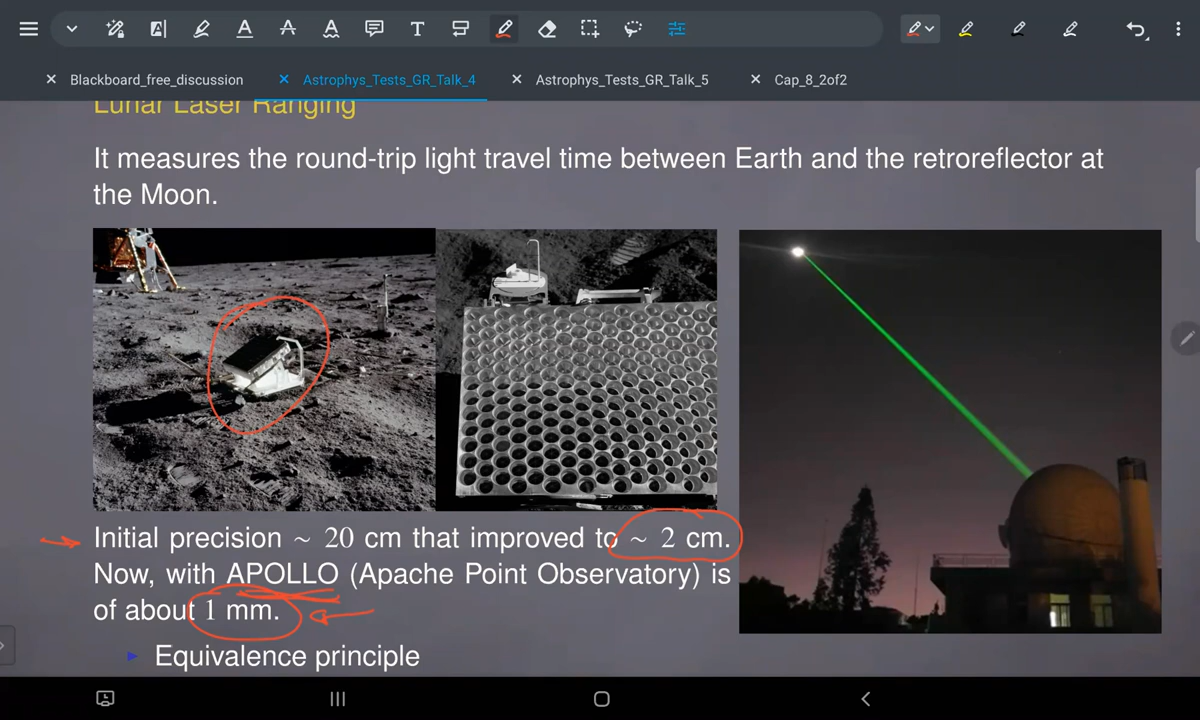 Blackboard_free_discussion
Astrophys_Tests_GR_Talk_4
Astrophys_Tests_GR_Talk_5
Cap_8_2of2
Lunar Laser Ranging
It measures the round-trip light travel time between Earth and the retroreflector at
the Moon.
Initial precision ~ 20 cm that improved to ~ 2 cm.
Now, with APOLLO (Apache Point Observatory) is
of about 1 mm.
Equivalence principle